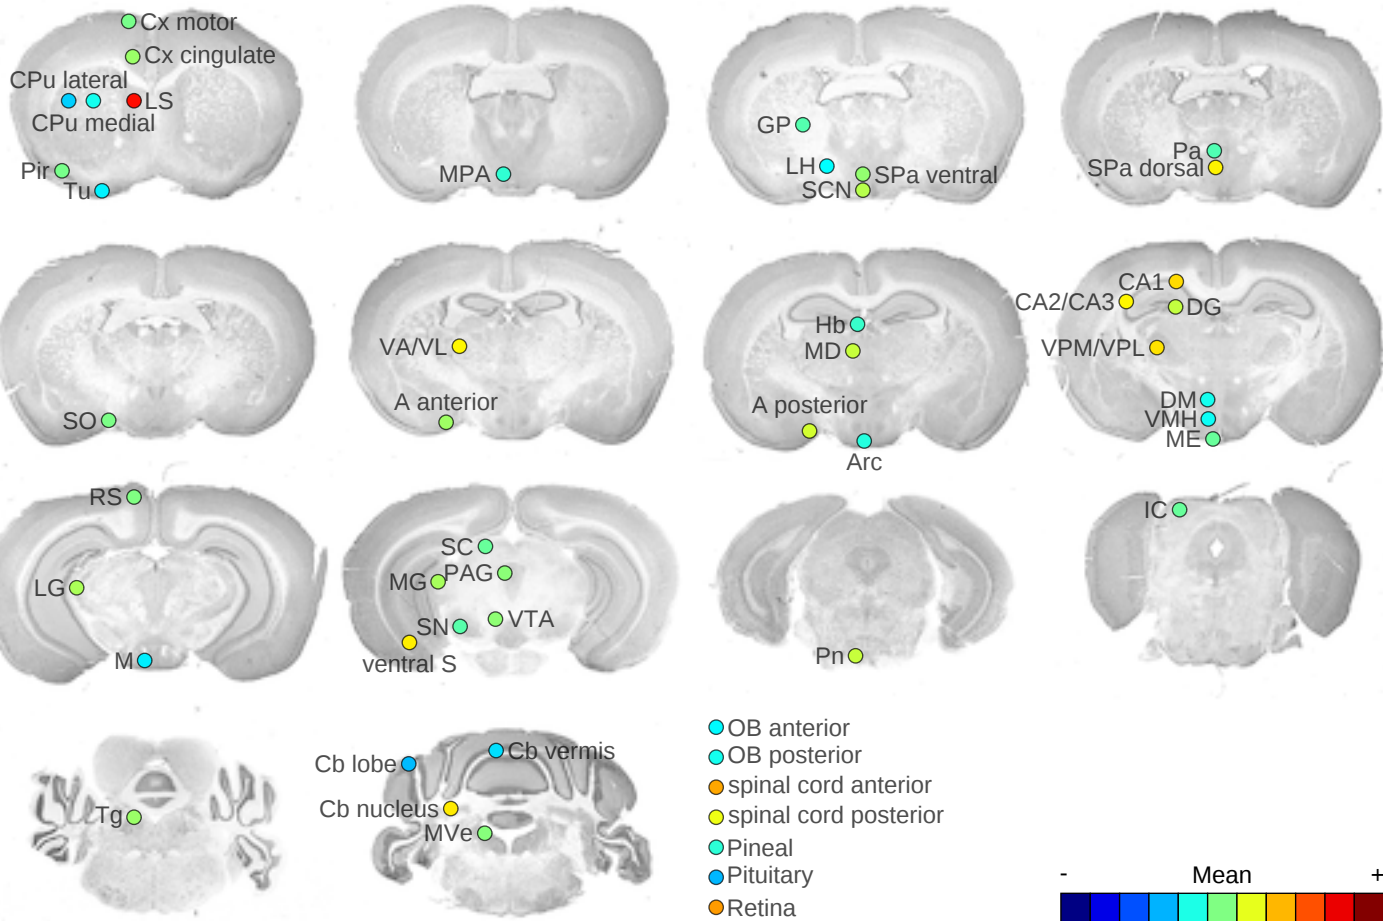 Cx motor
Cx cingulate
CPu lateral
LS
CPu medial
Pir
Tu
MPA
GP
LH
SPa ventral
SCN
Pa
SPa dorsal
SO
VA/VL
A anterior
Hb
MD
A posterior
Arc
CA1
CA2/CA3
DG
VPM/VPL
DM
VMH
ME
RS
LG
M
SC
MG
PAG
SN
VTA
ventral S
Pn
IC
Tg
Cb lobe
Cb vermis
Cb nucleus
MVe
OB anterior
OB posterior
spinal cord anterior
spinal cord posterior
Pineal
Pituitary
Retina
- Mean +